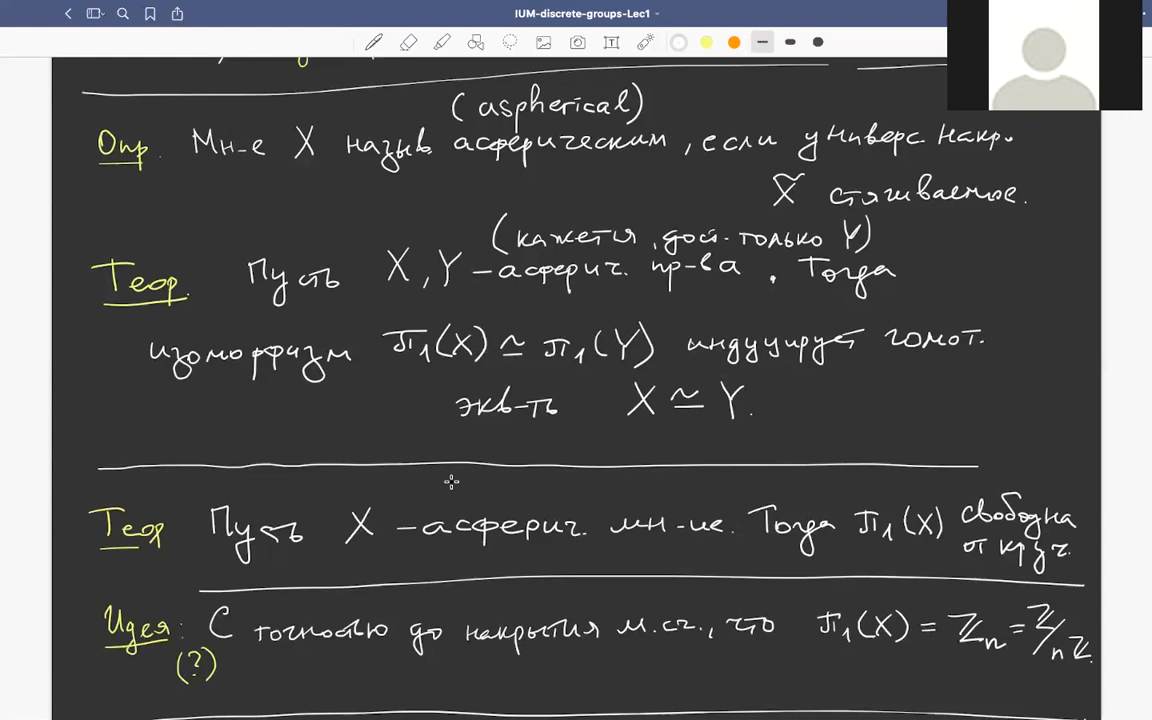 IUM-discrete-groups-Lec1
(aspherical)
Опр. Мн-е X назыв. асферическим, если универс. накр.
X̃ стягиваемое.
(кажется, дост. только Y)
Теор. Пусть X, Y – асферич. пр-ва. Тогда
изоморфизм π₁(X) ≅ π₁(Y) индуцирует гомот.
экв-ть X ≃ Y.
Теор Пусть X – асферич. мн-ие. Тогда π₁(X) свободна
от круч.
Идея: С точностью до накрытия м.сч., что π₁(X) = ℤₙ = ℤ/nℤ.
(?)